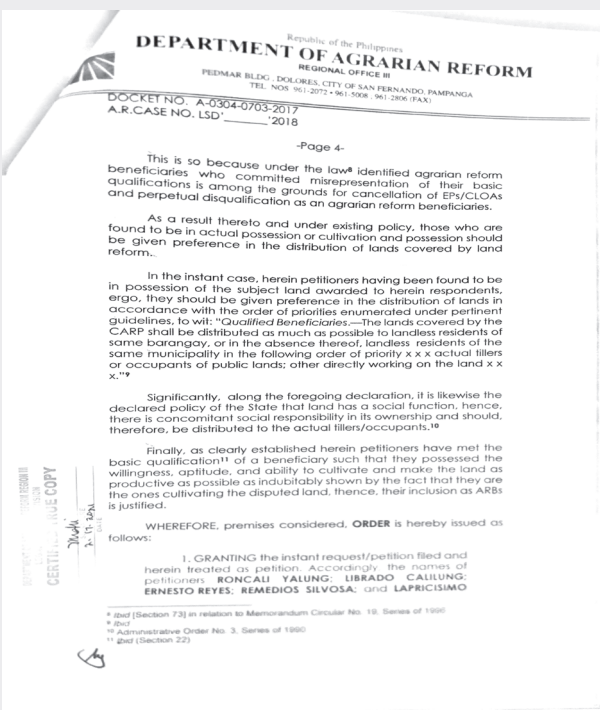 Republic of the Philippines
DEPARTMENT OF AGRARIAN REFORM
REGIONAL OFFICE III
PEDMAR BLDG., DOLORES, CITY OF SAN FERNANDO, PAMPANGA
TEL NOS 961-2072 • 961-5008 , 961-2806 (FAX)
DOCKET NO. A-0304-0703-2017
A.R.CASE NO. LSD'______'2018
-Page 4-
This is so because under the law⁸ identified agrarian reform
beneficiaries who committed misrepresentation of their basic
qualifications is among the grounds for cancellation of EPs/CLOAs
and perpetual disqualification as an agrarian reform beneficiaries.
As a result thereto and under existing policy, those who are
found to be in actual possession or cultivation and possession should
be given preference in the distribution of lands covered by land
reform.
In the instant case, herein petitioners having been found to be
in possession of the subject land awarded to herein respondents,
ergo, they should be given preference in the distribution of lands in
accordance with the order of priorities enumerated under pertinent
guidelines, to wit: "Qualified Beneficiaries.—The lands covered by the
CARP shall be distributed as much as possible to landless residents of
same barangay, or in the absence thereof, landless residents of the
same municipality in the following order of priority x x x actual tillers
or occupants of public lands; other directly working on the land x x
x."⁹
Significantly, along the foregoing declaration, it is likewise the
declared policy of the State that land has a social function, hence,
there is concomitant social responsibility in its ownership and should,
therefore, be distributed to the actual tillers/occupants.¹⁰
Finally, as clearly established herein petitioners have met the
basic qualification¹¹ of a beneficiary such that they possessed the
willingness, aptitude, and ability to cultivate and make the land as
productive as possible as indubitably shown by the fact that they are
the ones cultivating the disputed land, thence, their inclusion as ARBs
is justified.
WHEREFORE, premises considered, ORDER is hereby issued as
follows:
1. GRANTING the instant request/petition filed and
herein treated as petition. Accordingly, the names of
petitioners RONCALI YALUNG; LIBRADO CALILUNG;
ERNESTO REYES; REMEDIOS SILVOSA; and LAPRICISIMO
⁸ Ibid [Section 73] in relation to Memorandum Circular No. 19, Series of 1996
⁹ Ibid
¹⁰ Administrative Order No. 3, Series of 1990
¹¹ Ibid (Section 22)
CERTIFIED TRUE COPY